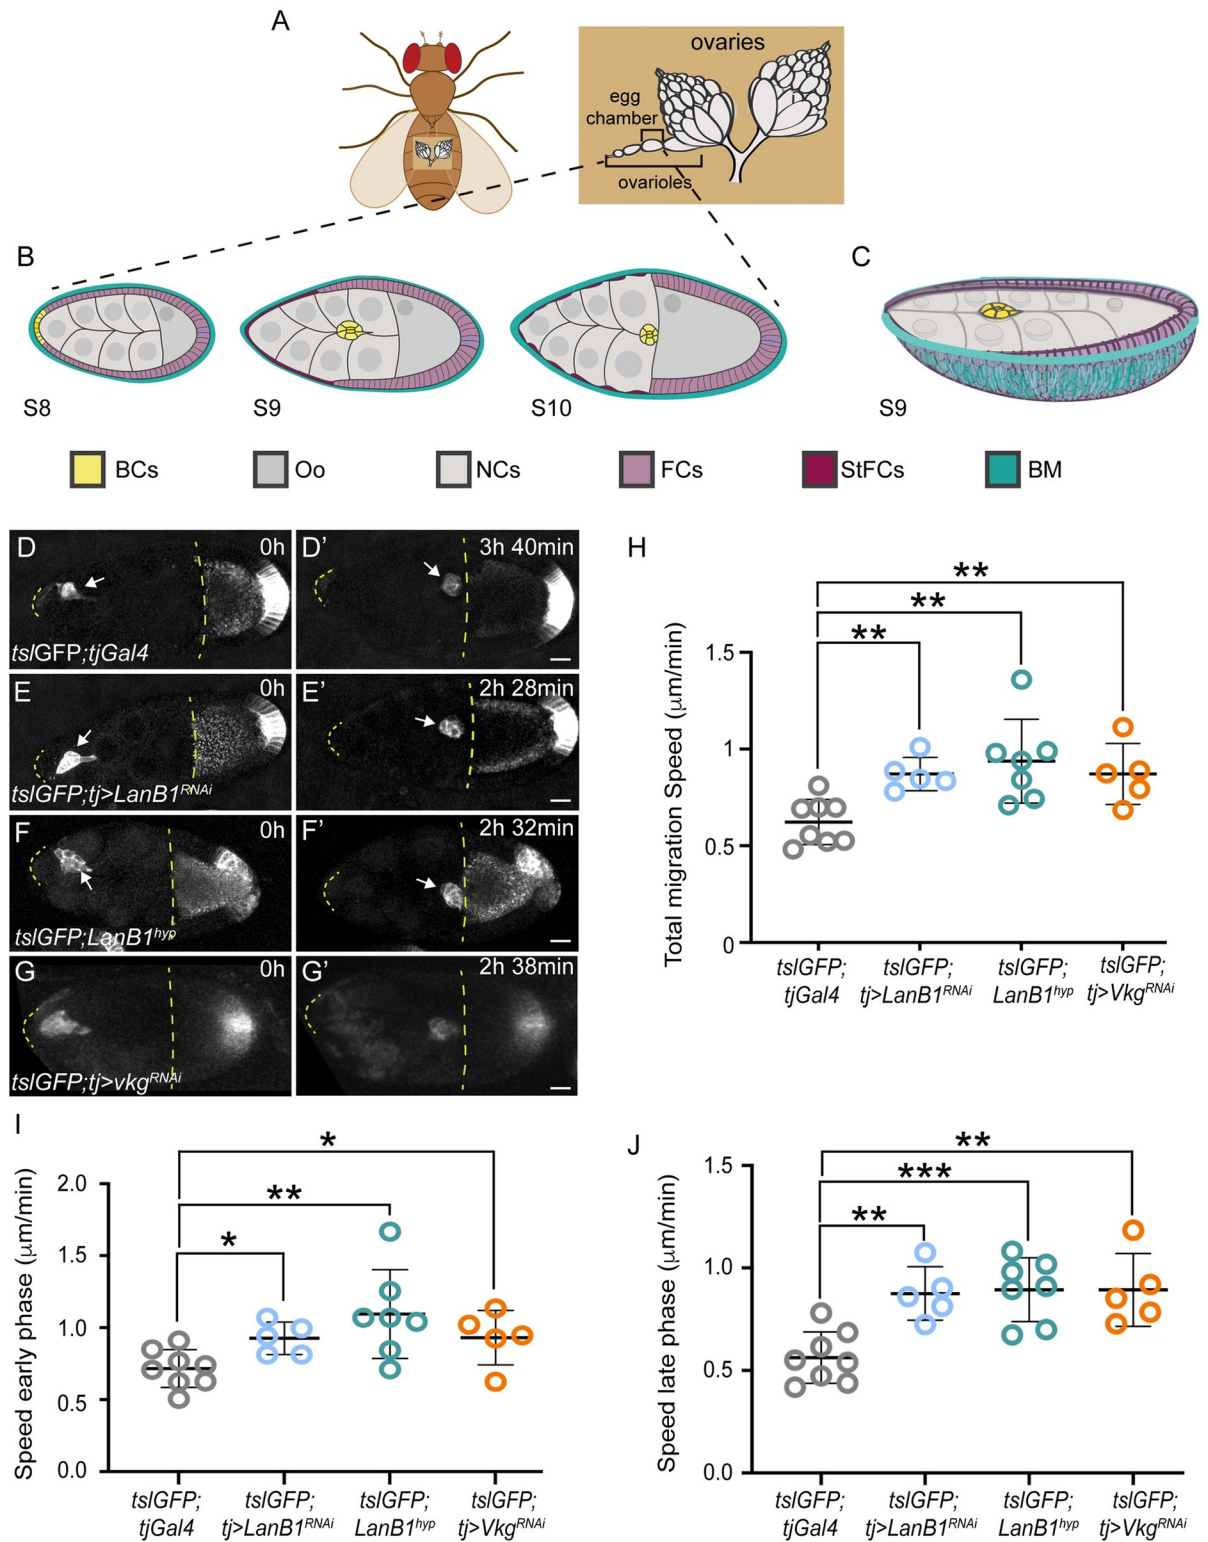 A
ovaries
egg
chamber
ovarioles
B
C
S8
S9
S10
S9
BCs
Oo
NCs
FCs
StFCs
BM
D
0h
tslGFP;tjGal4
D'
3h 40min
E
0h
tslGFP;tj>LanB1RNAi
E'
2h 28min
F
0h
tslGFP;LanB1hyp
F'
2h 32min
G
0h
tslGFP;tj>vkgRNAi
G'
2h 38min
H
**
**
**
Total migration Speed (μm/min)
1.5
1
0.5
0
tslGFP;
tjGal4
tslGFP;
tj>LanB1RNAi
tslGFP;
LanB1hyp
tslGFP;
tj>VkgRNAi
I
*
**
*
Speed early phase (μm/min)
2.0
1.5
1.0
0.5
0.0
tslGFP;
tjGal4
tslGFP;
tj>LanB1RNAi
tslGFP;
LanB1hyp
tslGFP;
tj>VkgRNAi
J
**
***
**
Speed late phase (μm/min)
1.5
1.0
0.5
0.0
tslGFP;
tjGal4
tslGFP;
tj>LanB1RNAi
tslGFP;
LanB1hyp
tslGFP;
tj>VkgRNAi